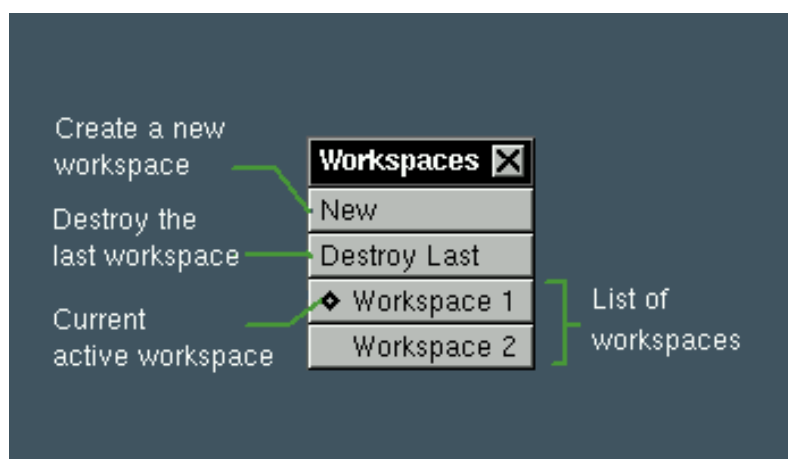 Create a new
workspace
Destroy the
last workspace
Current
active workspace
Workspaces
New
Destroy Last
Workspace 1
Workspace 2
List of
workspaces